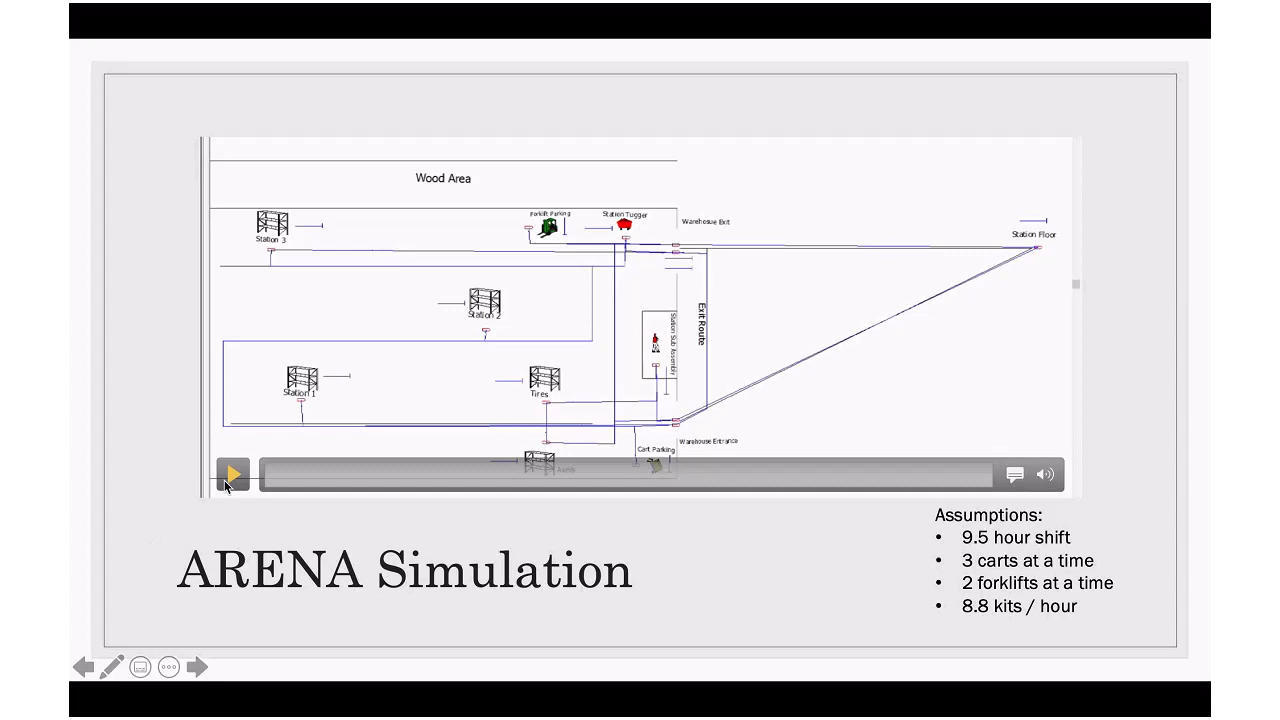 Wood Area
Forklift Parking
Station Tugger
Warehosue Exit
Station 3
Station Floor
Station 2
Exit Route
Station Sub Assembly
Station 1
Tires
Warehouse Entrance
Cart Parking
Axels
ARENA Simulation
Assumptions:
• 9.5 hour shift
• 3 carts at a time
• 2 forklifts at a time
• 8.8 kits / hour